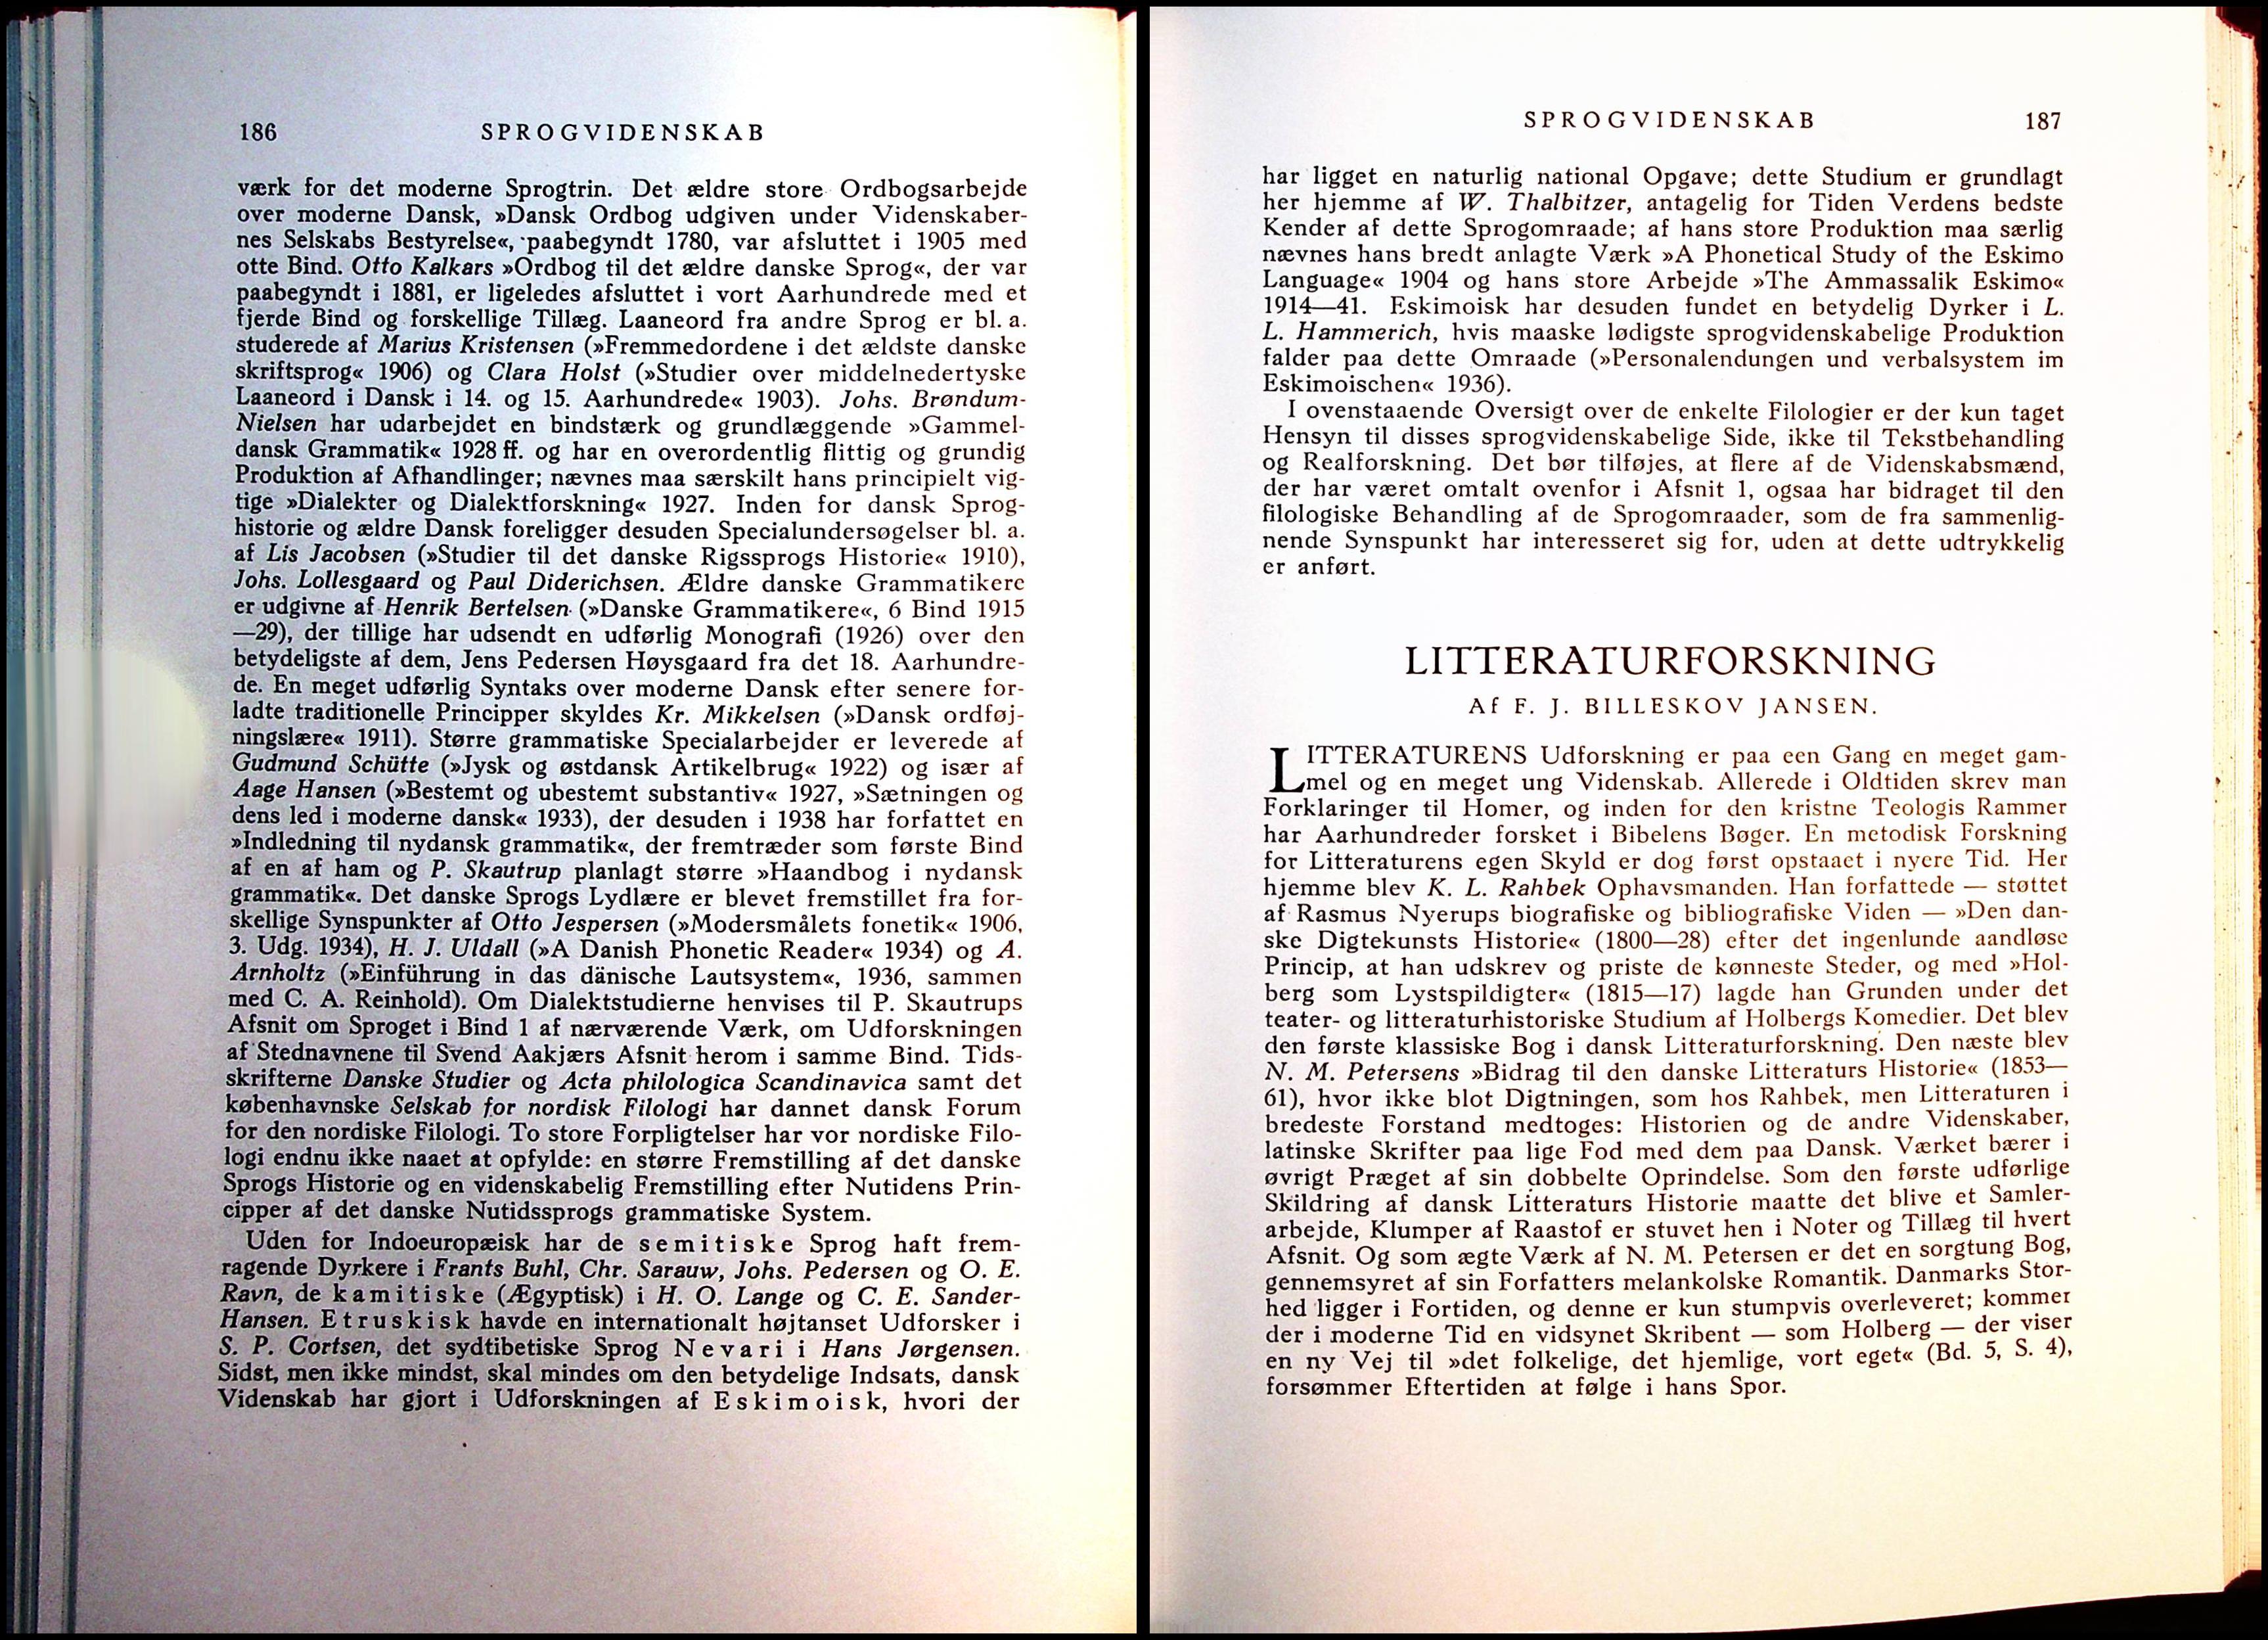 186 SPROGVIDENSKAB
værk for det moderne Sprogtrin. Det ældre store Ordbogsarbejde
over moderne Dansk, »Dansk Ordbog udgiven under Videnskaber-
nes Selskabs Bestyrelse«, paabegyndt 1780, var afsluttet i 1905 med
otte Bind. Otto Kalkars »Ordbog til det ældre danske Sprog«, der var
paabegyndt i 1881, er ligeledes afsluttet i vort Aarhundrede med et
fjerde Bind og forskellige Tillæg. Laaneord fra andre Sprog er bl. a.
studerede af Marius Kristensen (»Fremmedordene i det ældste danske
skriftsprog« 1906) og Clara Holst (»Studier over middelnedertyske
Laaneord i Dansk i 14. og 15. Aarhundrede« 1903). Johs. Brøndum-
Nielsen har udarbejdet en bindstærk og grundlæggende »Gammel-
dansk Grammatik« 1928 ff. og har en overordentlig flittig og grundig
Produktion af Afhandlinger; nævnes maa særskilt hans principielt vig-
tige »Dialekter og Dialektforskning« 1927. Inden for dansk Sprog-
historie og ældre Dansk foreligger desuden Specialundersøgelser bl. a.
af Lis Jacobsen (»Studier til det danske Rigssprogs Historie« 1910),
Johs. Lollesgaard og Paul Diderichsen. Ældre danske Grammatikere
er udgivne af Henrik Bertelsen (»Danske Grammatikere«, 6 Bind 1915
—29), der tillige har udsendt en udførlig Monografi (1926) over den
betydeligste af dem, Jens Pedersen Høysgaard fra det 18. Aarhundre-
de. En meget udførlig Syntaks over moderne Dansk efter senere for-
ladte traditionelle Principper skyldes Kr. Mikkelsen (»Dansk ordføj-
ningslære« 1911). Større grammatiske Specialarbejder er leverede af
Gudmund Schütte (»Jysk og østdansk Artikelbrug« 1922) og især af
Aage Hansen (»Bestemt og ubestemt substantiv« 1927, »Sætningen og
dens led i moderne dansk« 1933), der desuden i 1938 har forfattet en
»Indledning til nydansk grammatik«, der fremtræder som første Bind
af en af ham og P. Skautrup planlagt større »Haandbog i nydansk
grammatik«. Det danske Sprogs Lydlære er blevet fremstillet fra for-
skellige Synspunkter af Otto Jespersen (»Modersmålets fonetik« 1906,
3. Udg. 1934), H. J. Uldall (»A Danish Phonetic Reader« 1934) og A.
Arnholtz (»Einführung in das dänische Lautsystem«, 1936, sammen
med C. A. Reinhold). Om Dialektstudierne henvises til P. Skautrups
Afsnit om Sproget i Bind 1 af nærværende Værk, om Udforskningen
af Stednavnene til Svend Aakjærs Afsnit herom i samme Bind. Tids-
skrifterne Danske Studier og Acta philologica Scandinavica samt det
københavnske Selskab for nordisk Filologi har dannet dansk Forum
for den nordiske Filologi. To store Forpligtelser har vor nordiske Filo-
logi endnu ikke naaet at opfylde: en større Fremstilling af det danske
Sprogs Historie og en videnskabelig Fremstilling efter Nutidens Prin-
cipper af det danske Nutidssprogs grammatiske System.
Uden for Indoeuropæisk har de semitiske Sprog haft frem-
ragende Dyrkere i Frants Buhl, Chr. Sarauw, Johs. Pedersen og O. E.
Ravn, de kamitiske (Ægyptisk) i H. O. Lange og C. E. Sander-
Hansen. Etruskisk havde en internationalt højtanset Udforsker i
S. P. Cortsen, det sydtibetiske Sprog Nevari i Hans Jørgensen.
Sidst, men ikke mindst, skal mindes om den betydelige Indsats, dansk
Videnskab har gjort i Udforskningen af Eskimoisk, hvori der
SPROGVIDENSKAB 187
har ligget en naturlig national Opgave; dette Studium er grundlagt
her hjemme af W. Thalbitzer, antagelig for Tiden Verdens bedste
Kender af dette Sprogomraade; af hans store Produktion maa særlig
nævnes hans bredt anlagte Værk »A Phonetical Study of the Eskimo
Language« 1904 og hans store Arbejde »The Ammassalik Eskimo«
1914—41. Eskimoisk har desuden fundet en betydelig Dyrker i L.
L. Hammerich, hvis maaske lødigste sprogvidenskabelige Produktion
falder paa dette Omraade (»Personalendungen und verbalsystem im
Eskimoischen« 1936).
I ovenstaaende Oversigt over de enkelte Filologier er der kun taget
Hensyn til disses sprogvidenskabelige Side, ikke til Tekstbehandling
og Realforskning. Det bør tilføjes, at flere af de Videnskabsmænd,
der har været omtalt ovenfor i Afsnit 1, ogsaa har bidraget til den
filologiske Behandling af de Sprogomraader, som de fra sammenlig-
nende Synspunkt har interesseret sig for, uden at dette udtrykkelig
er anført.
LITTERATURFORSKNING
Af F. J. BILLESKOV JANSEN.
LITTERATURENS Udforskning er paa een Gang en meget gam-
mel og en meget ung Videnskab. Allerede i Oldtiden skrev man
Forklaringer til Homer, og inden for den kristne Teologis Rammer
har Aarhundreder forsket i Bibelens Bøger. En metodisk Forskning
for Litteraturens egen Skyld er dog først opstaaet i nyere Tid. Her
hjemme blev K. L. Rahbek Ophavsmanden. Han forfattede — støttet
af Rasmus Nyerups biografiske og bibliografiske Viden — »Den dan-
ske Digtekunsts Historie« (1800—28) efter det ingenlunde aandløse
Princip, at han udskrev og priste de kønneste Steder, og med »Hol-
berg som Lystspildigter« (1815—17) lagde han Grunden under det
teater- og litteraturhistoriske Studium af Holbergs Komedier. Det blev
den første klassiske Bog i dansk Litteraturforskning. Den næste blev
N. M. Petersens »Bidrag til den danske Litteraturs Historie« (1853—
61), hvor ikke blot Digtningen, som hos Rahbek, men Litteraturen i
bredeste Forstand medtoges: Historien og de andre Videnskaber,
latinske Skrifter paa lige Fod med dem paa Dansk. Værket bærer i
øvrigt Præget af sin dobbelte Oprindelse. Som den første udførlige
Skildring af dansk Litteraturs Historie maatte det blive et Samler-
arbejde, Klumper af Raastof er stuvet hen i Noter og Tillæg til hvert
Afsnit. Og som ægte Værk af N. M. Petersen er det en sorgtung Bog,
gennemsyret af sin Forfatters melankolske Romantik. Danmarks Stor-
hed ligger i Fortiden, og denne er kun stumpvis overleveret; kommer
der i moderne Tid en vidsynet Skribent — som Holberg — der viser
en ny Vej til »det folkelige, det hjemlige, vort eget« (Bd. 5, S. 4),
forsømmer Eftertiden at følge i hans Spor.